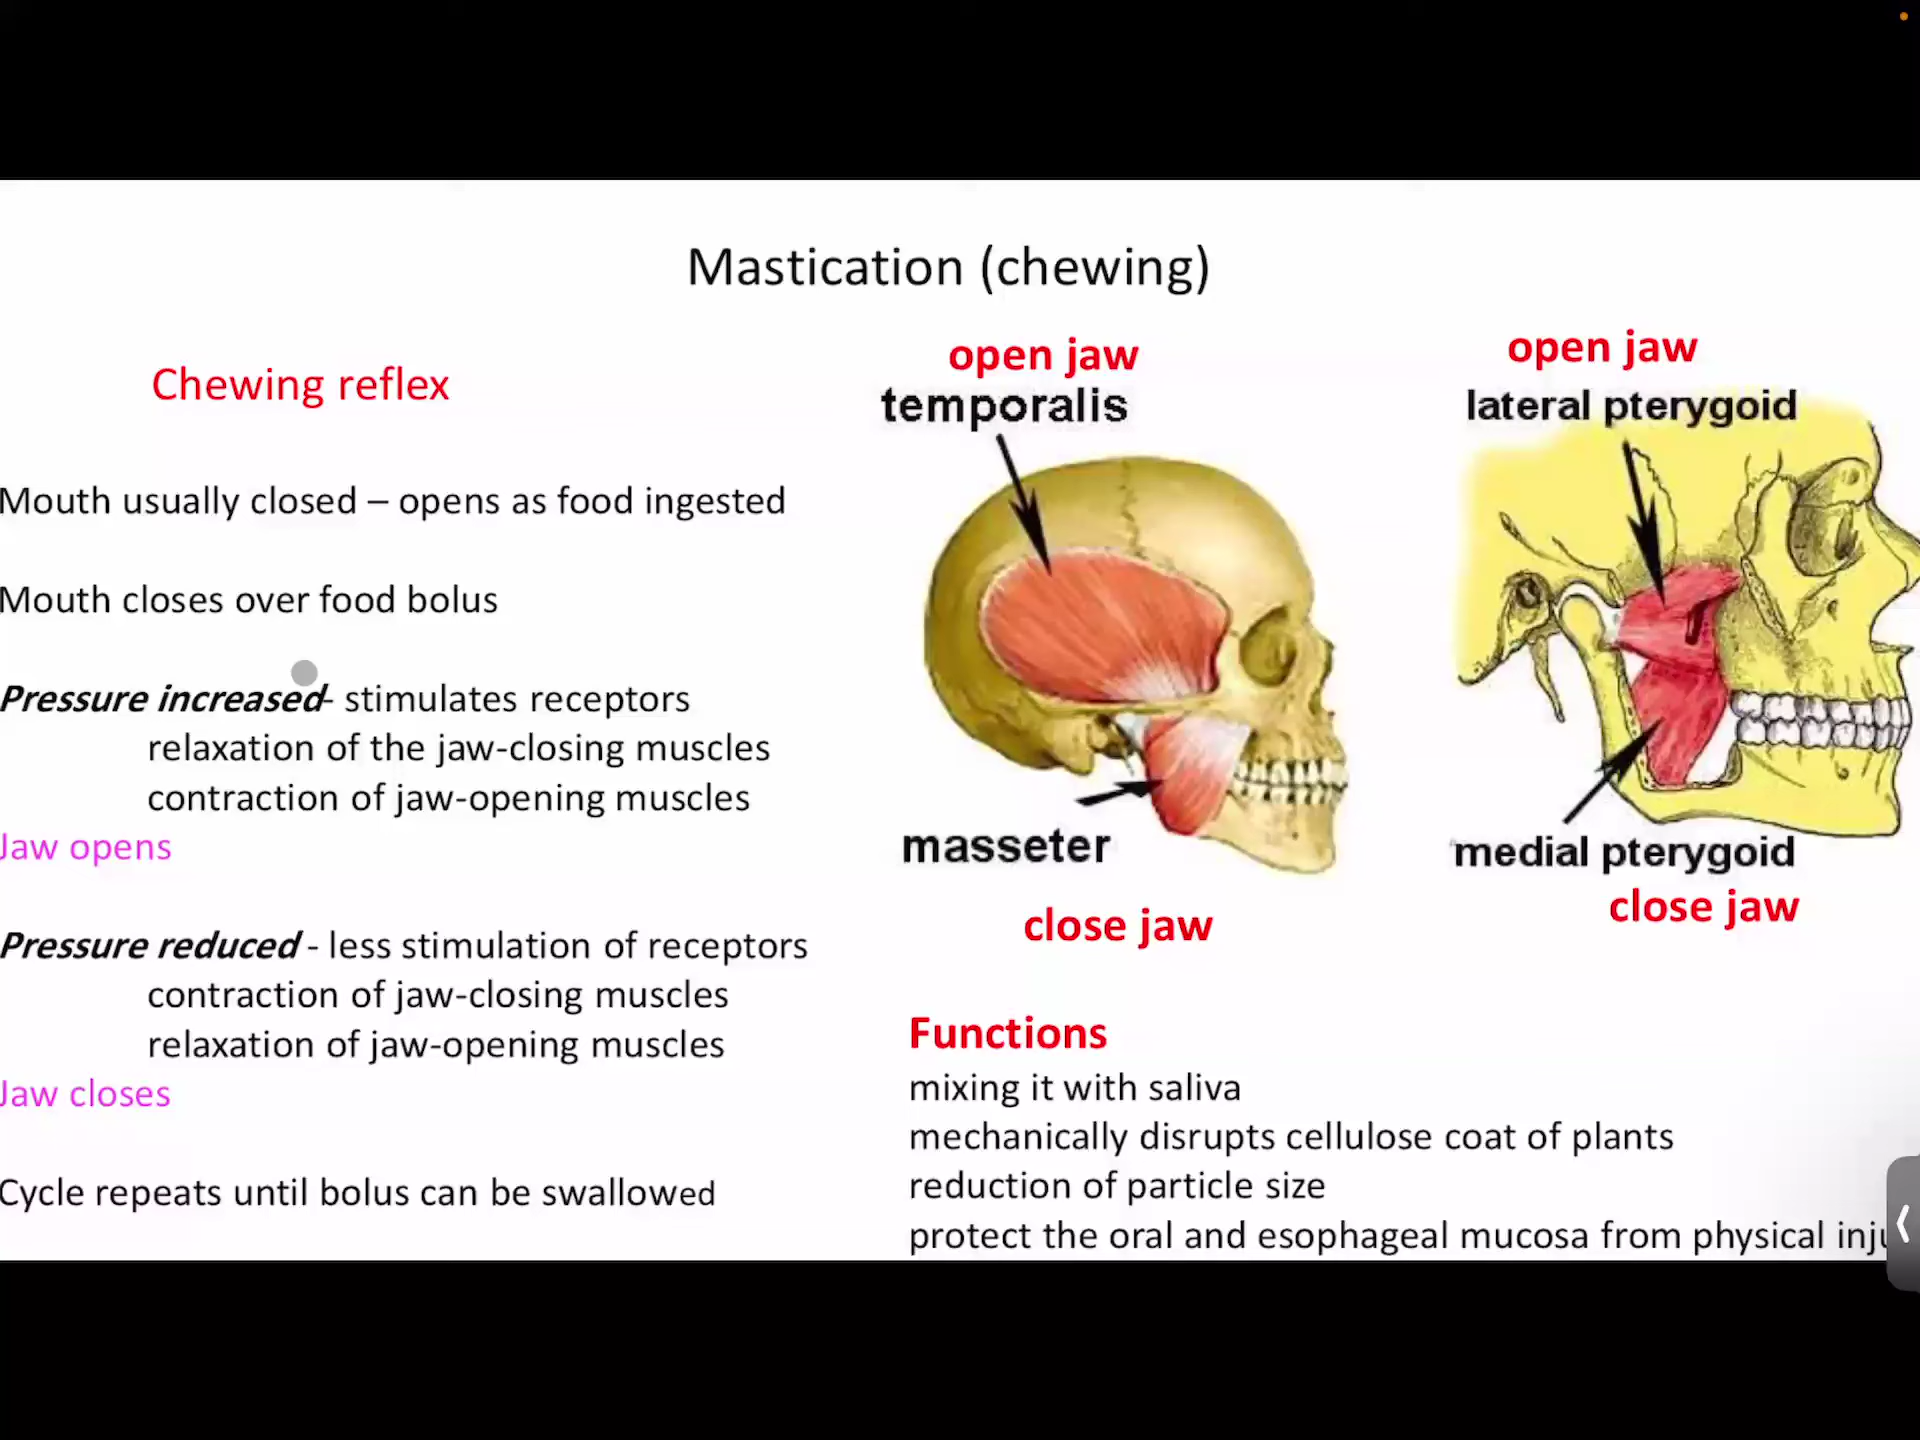 Mastication (chewing)
Chewing reflex
Mouth usually closed – opens as food ingested
Mouth closes over food bolus
Pressure increased- stimulates receptors
relaxation of the jaw-closing muscles
contraction of jaw-opening muscles
Jaw opens
Pressure reduced - less stimulation of receptors
contraction of jaw-closing muscles
relaxation of jaw-opening muscles
Jaw closes
Cycle repeats until bolus can be swallowed
open jaw
temporalis
masseter
close jaw
open jaw
lateral pterygoid
medial pterygoid
close jaw
Functions
mixing it with saliva
mechanically disrupts cellulose coat of plants
reduction of particle size
protect the oral and esophageal mucosa from physical